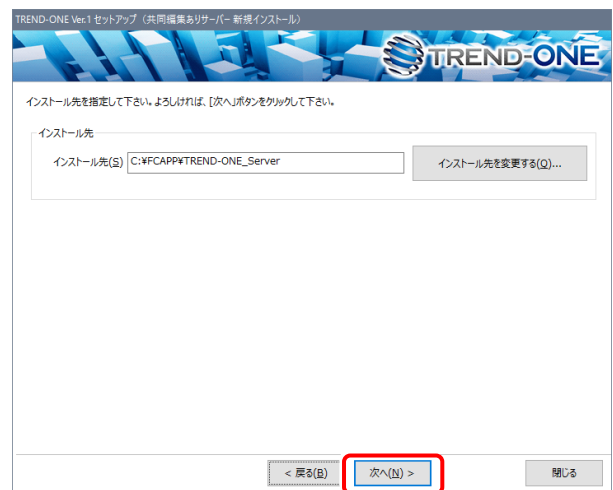 TREND-ONE Ver.1 セットアップ（共同編集ありサーバー 新規インストール）
TREND-ONE
インストール先を指定して下さい。よろしければ、[次へ]ボタンをクリックして下さい。
インストール先
インストール先(S) C:¥FCAPP¥TREND-ONE_Server インストール先を変更する(O)...
< 戻る(B) 次へ(N) > 閉じる